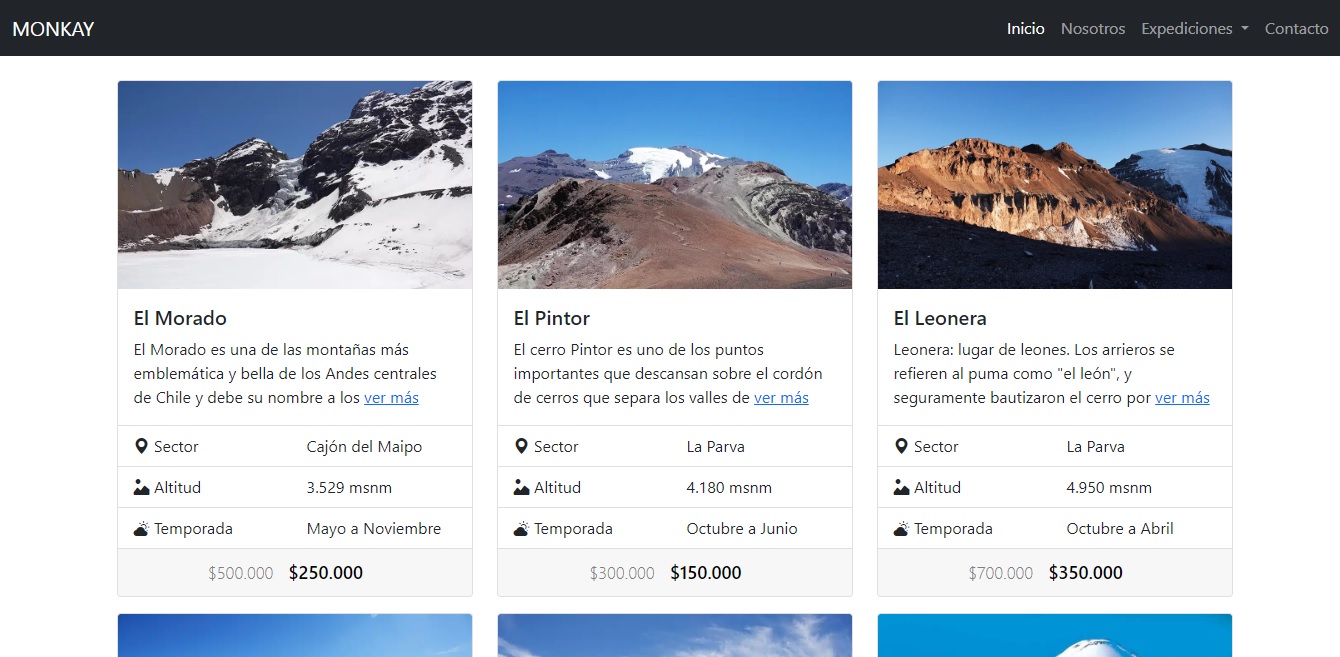 MONKAY
Inicio Nosotros Expediciones Contacto
El Morado
El Morado es una de las montañas más
emblemática y bella de los Andes centrales
de Chile y debe su nombre a los ver más
Sector Cajón del Maipo
Altitud 3.529 msnm
Temporada Mayo a Noviembre
$500.000 $250.000
El Pintor
El cerro Pintor es uno de los puntos
importantes que descansan sobre el cordón
de cerros que separa los valles de ver más
Sector La Parva
Altitud 4.180 msnm
Temporada Octubre a Junio
$300.000 $150.000
El Leonera
Leonera: lugar de leones. Los arrieros se
refieren al puma como "el león", y
seguramente bautizaron el cerro por ver más
Sector La Parva
Altitud 4.950 msnm
Temporada Octubre a Abril
$700.000 $350.000